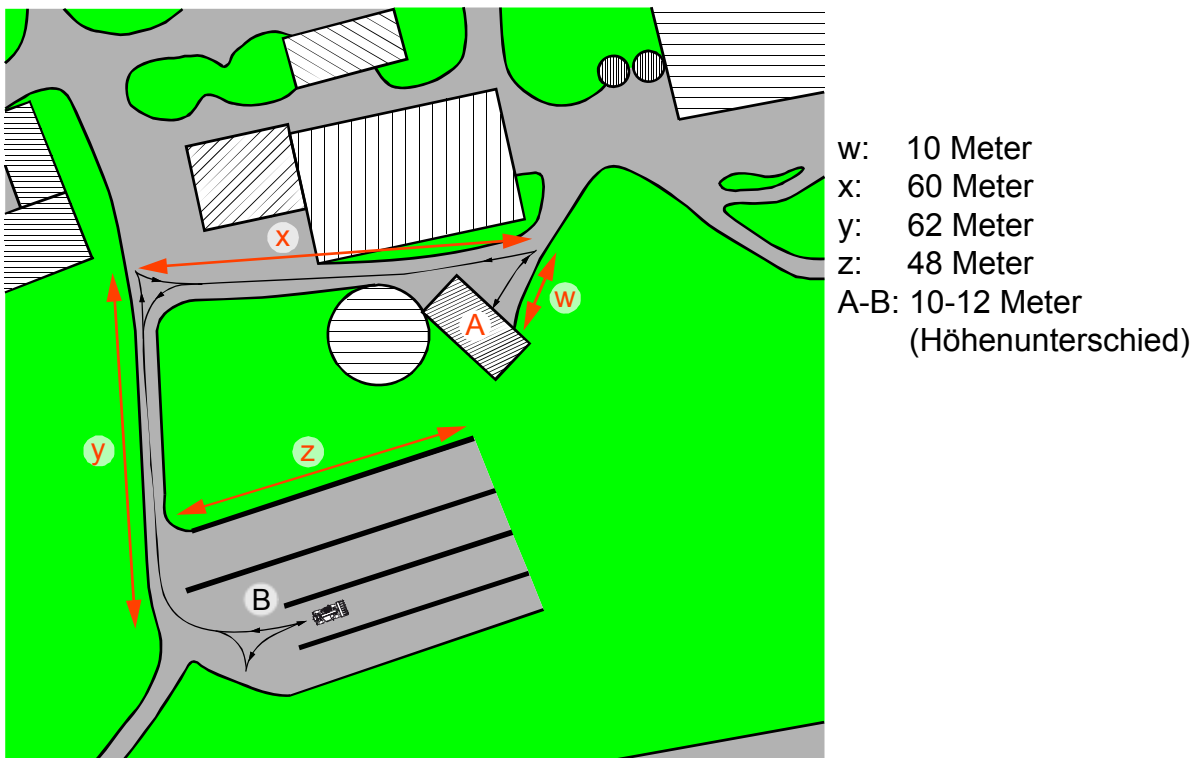 x
w
A
y
z
B
w: 10 Meter
x: 60 Meter
y: 62 Meter
z: 48 Meter
A-B: 10-12 Meter
(Höhenunterschied)